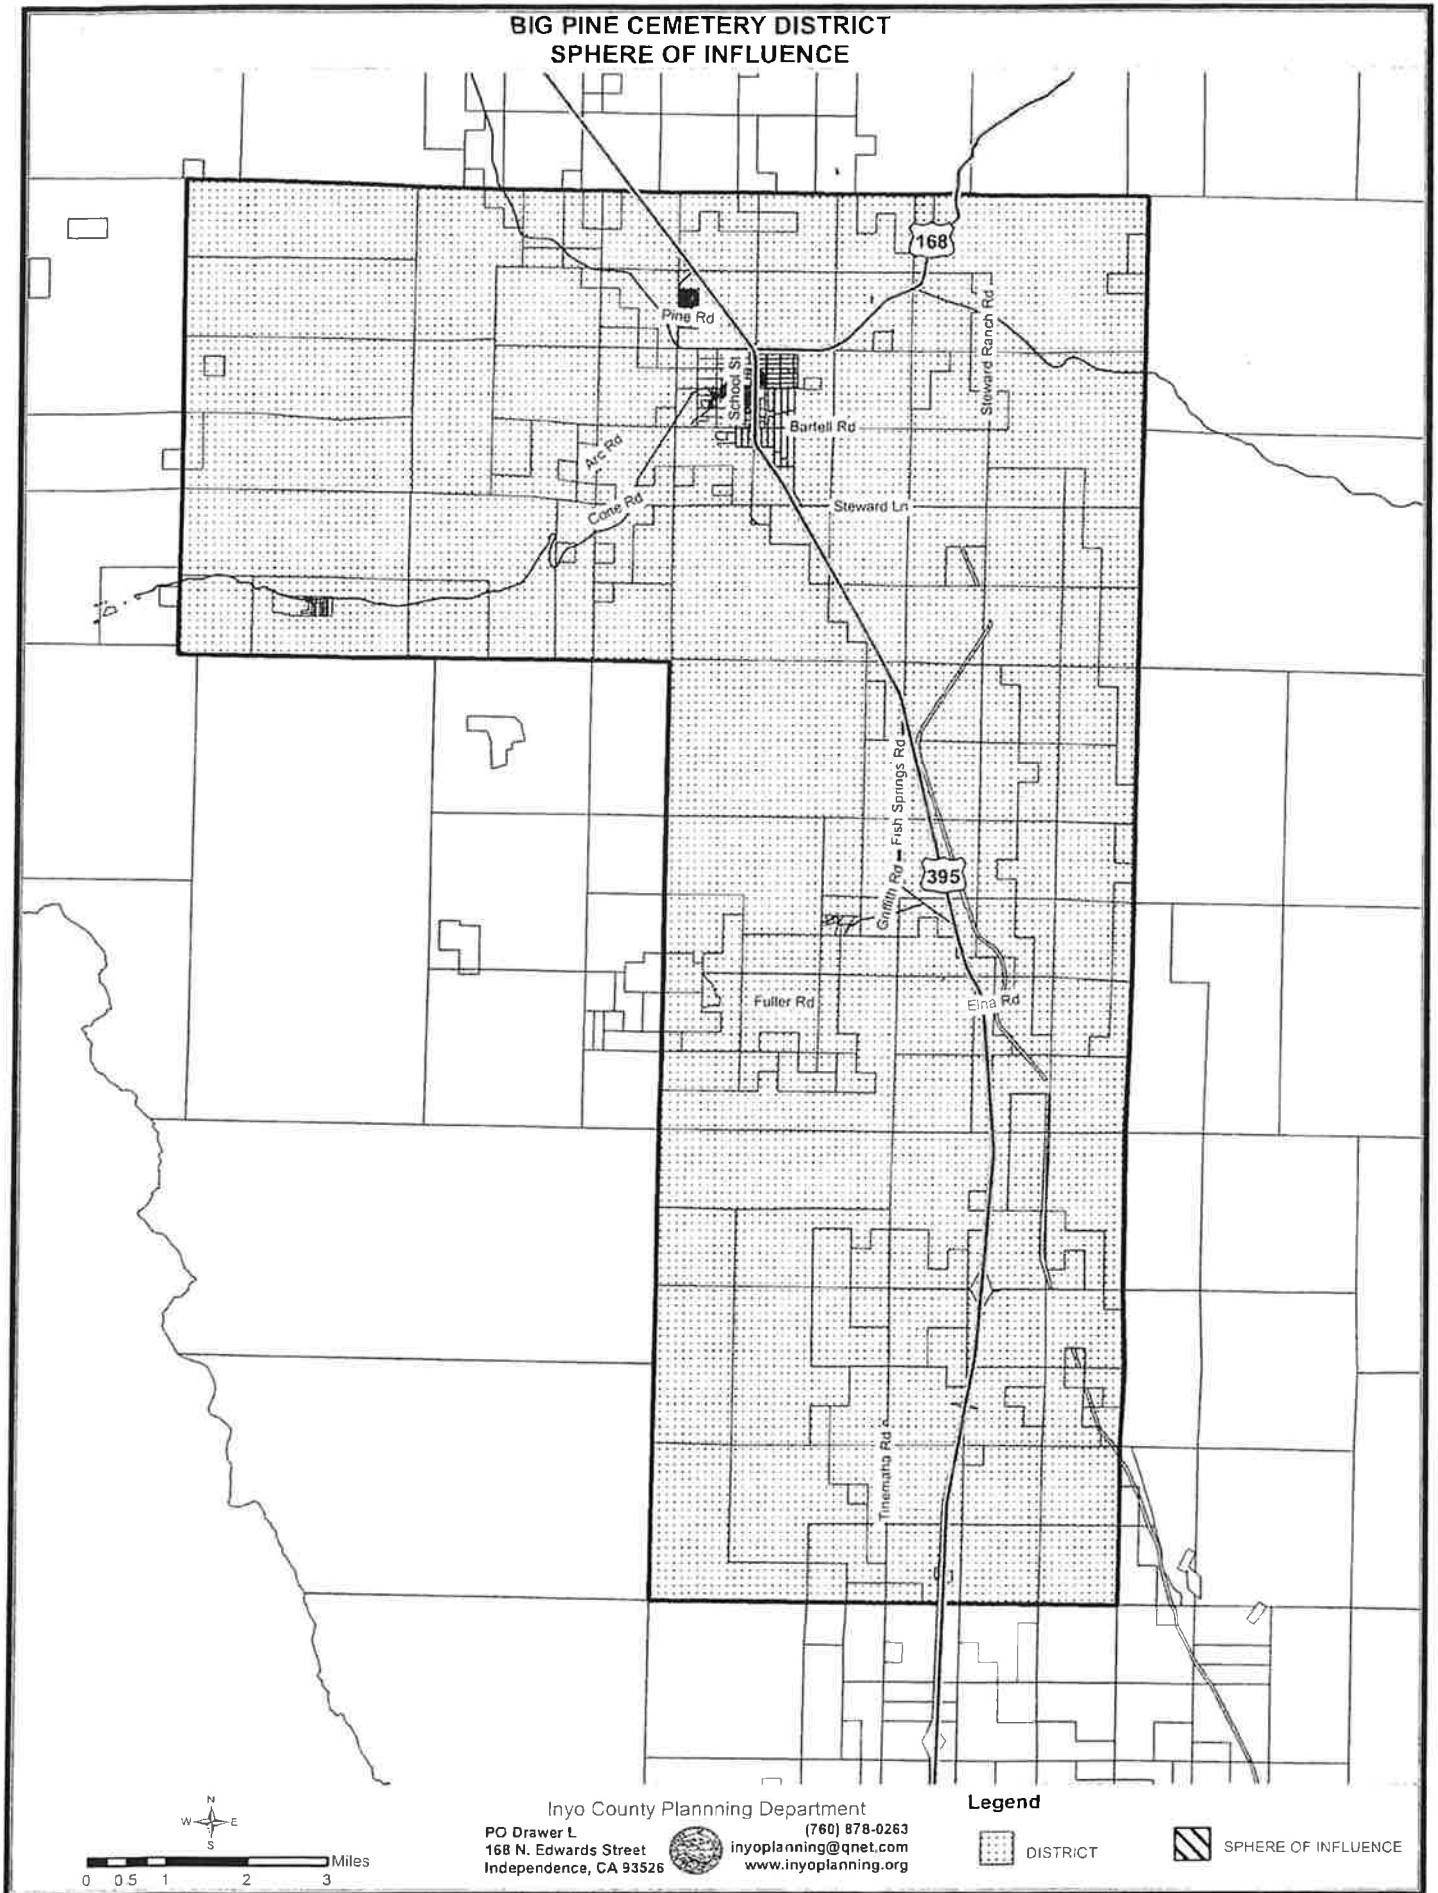 BIG PINE CEMETERY DISTRICT
SPHERE OF INFLUENCE
168
Steward Ranch Rd
Pine Rd
School St
Bartell Rd
Arc Rd
Cone Rd
Steward Ln
Fish Springs Rd
395
Griffith Rd
Fuller Rd
Elna Rd
Tinemaha Rd
N
W E
S
Miles
0 0.5 1 2 3
Inyo County Plannning Department
PO Drawer L
168 N. Edwards Street
Independence, CA 93526
(760) 878-0263
inyoplanning@qnet.com
www.inyoplanning.org
Legend
DISTRICT
SPHERE OF INFLUENCE